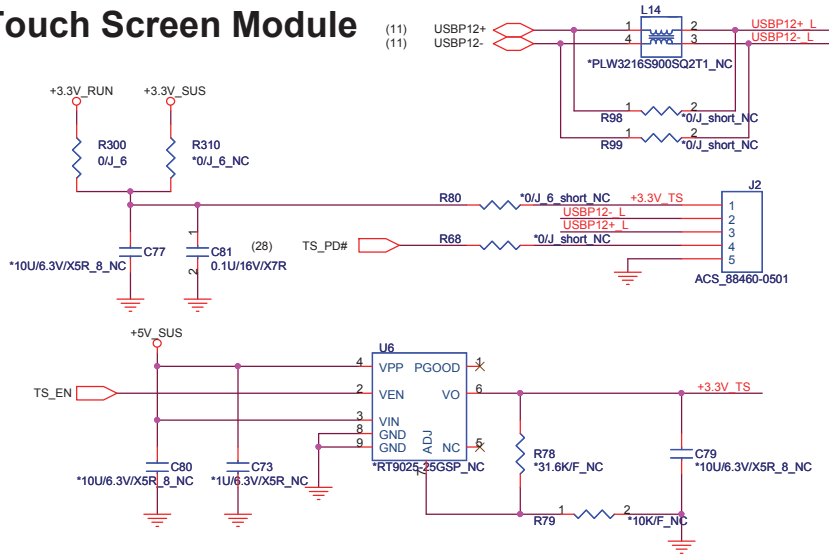 Touch Screen Module
(11) USBP12+
(11) USBP12-
L14
1 2
4 3
USBP12+_L
USBP12-_L
*PLW3216S900SQ2T1_NC
R98 1 2 *0/J_short_NC
R99 1 2 *0/J_short_NC
+3.3V_RUN +3.3V_SUS
R300
0/J_6
R310
*0/J_6_NC
C77
*10U/6.3V/X5R_8_NC
1
C81
2
0.1U/16V/X7R
(28) TS_PD#
R80 *0/J_6_short_NC +3.3V_TS
USBP12-_L
USBP12+_L
R68 *0/J_short_NC
J2
1
2
3
4
5
ACS_88460-0501
+5V_SUS
TS_EN
C80
*10U/6.3V/X5R_8_NC
C73
*1U/6.3V/X5R_NC
U6
4 VPP PGOOD 1
2 VEN VO 6
3 VIN
8 GND
9 GND ADJ NC 5
7
*RT9025-25GSP_NC
+3.3V_TS
R78
*31.6K/F_NC
C79
*10U/6.3V/X5R_8_NC
R79 1 2 *10K/F_NC